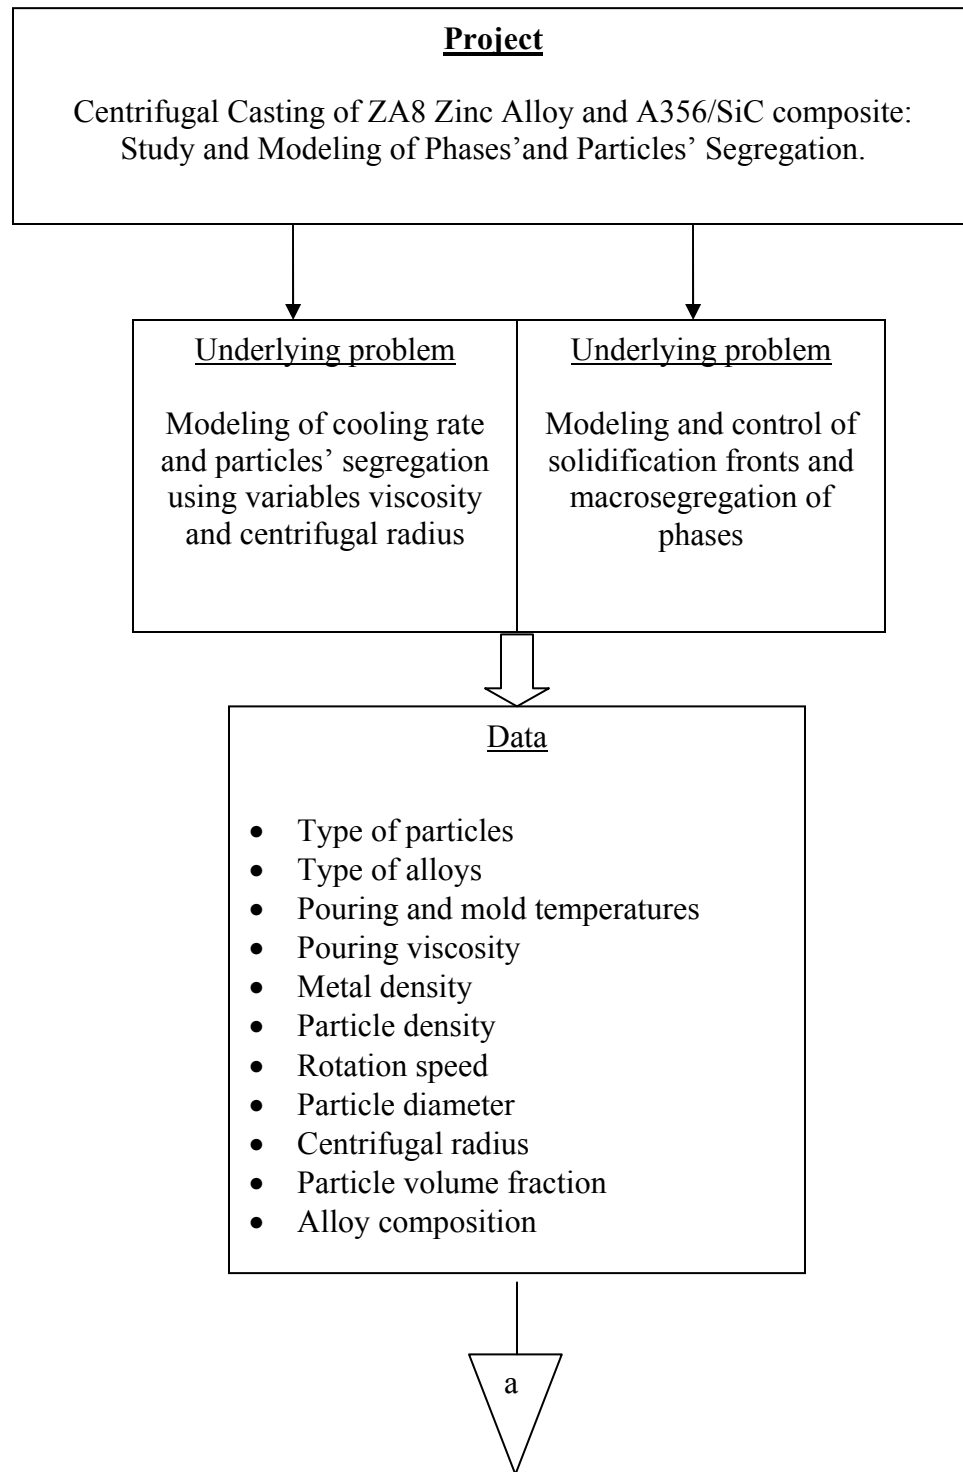 Project
Centrifugal Casting of ZA8 Zinc Alloy and A356/SiC composite:
Study and Modeling of Phases’and Particles’ Segregation.
Underlying problem
Modeling of cooling rate
and particles’ segregation
using variables viscosity
and centrifugal radius
Underlying problem
Modeling and control of
solidification fronts and
macrosegregation of
phases
Data
• Type of particles
• Type of alloys
• Pouring and mold temperatures
• Pouring viscosity
• Metal density
• Particle density
• Rotation speed
• Particle diameter
• Centrifugal radius
• Particle volume fraction
• Alloy composition
a